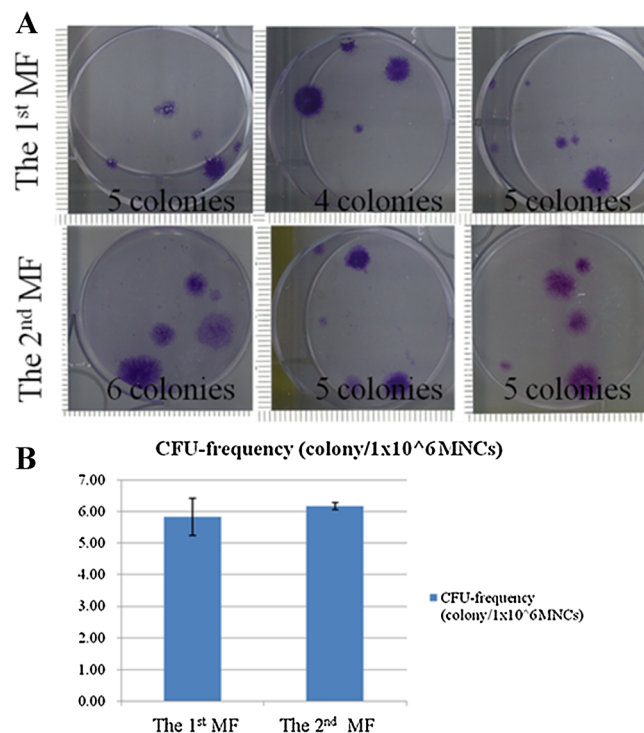 A
The 1st MF
5 colonies
4 colonies
5 colonies
The 2nd MF
6 colonies
5 colonies
5 colonies
B
CFU-frequency (colony/1x10^6MNCs)
7.00
6.00
5.00
4.00
3.00
2.00
1.00
0.00
The 1st MF
The 2nd MF
CFU-frequency
(colony/1x10^6MNCs)